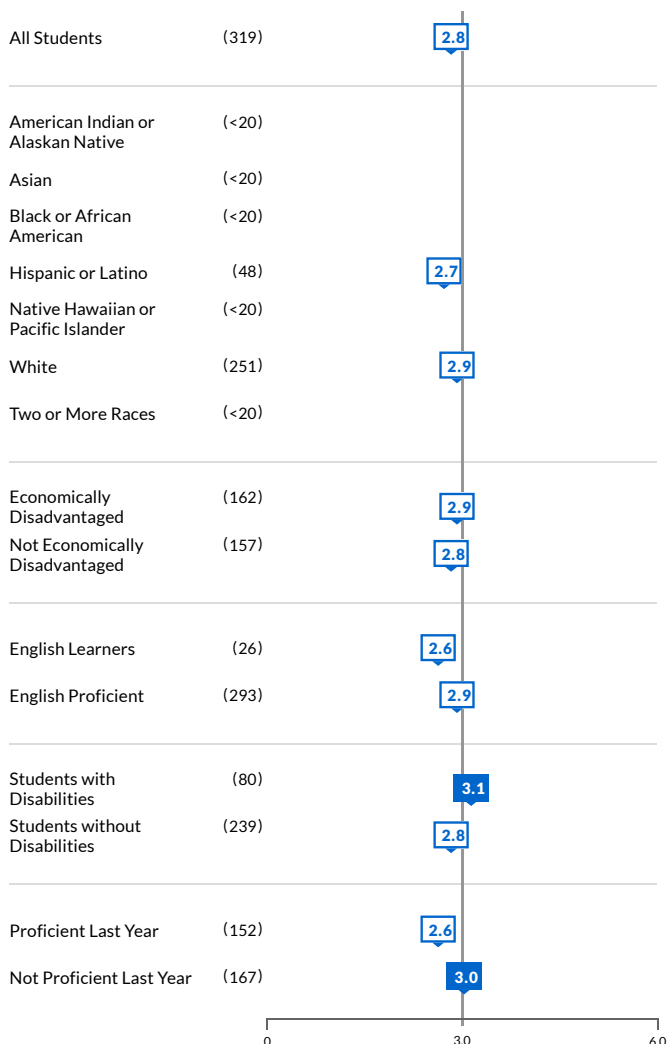 All Students (319) 2.8
American Indian or (<20)
Alaskan Native
Asian (<20)
Black or African (<20)
American
Hispanic or Latino (48) 2.7
Native Hawaiian or (<20)
Pacific Islander
White (251) 2.9
Two or More Races (<20)
Economically (162) 2.9
Disadvantaged
Not Economically (157) 2.8
Disadvantaged
English Learners (26) 2.6
English Proficient (293) 2.9
Students with (80) 3.1
Disabilities
Students without (239) 2.8
Disabilities
Proficient Last Year (152) 2.6
Not Proficient Last Year (167) 3.0
0 3.0 6.0